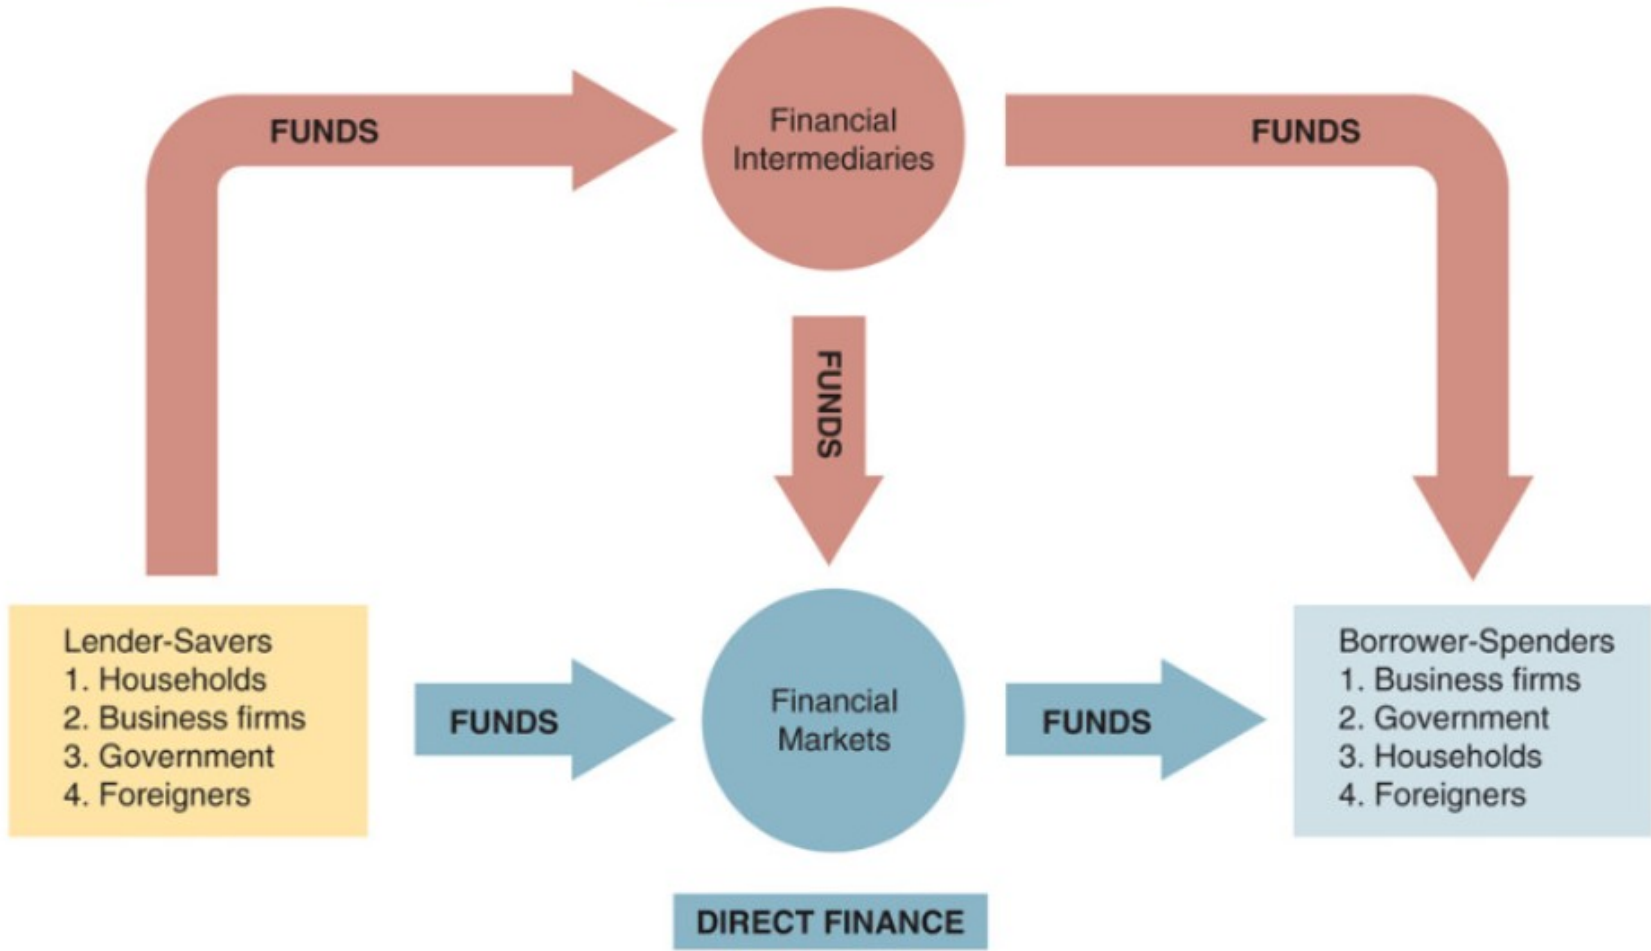 FUNDS
Financial
Intermediaries
FUNDS
FUNDS
Lender-Savers
1. Households
2. Business firms
3. Government
4. Foreigners
FUNDS
Financial
Markets
FUNDS
Borrower-Spenders
1. Business firms
2. Government
3. Households
4. Foreigners
DIRECT FINANCE